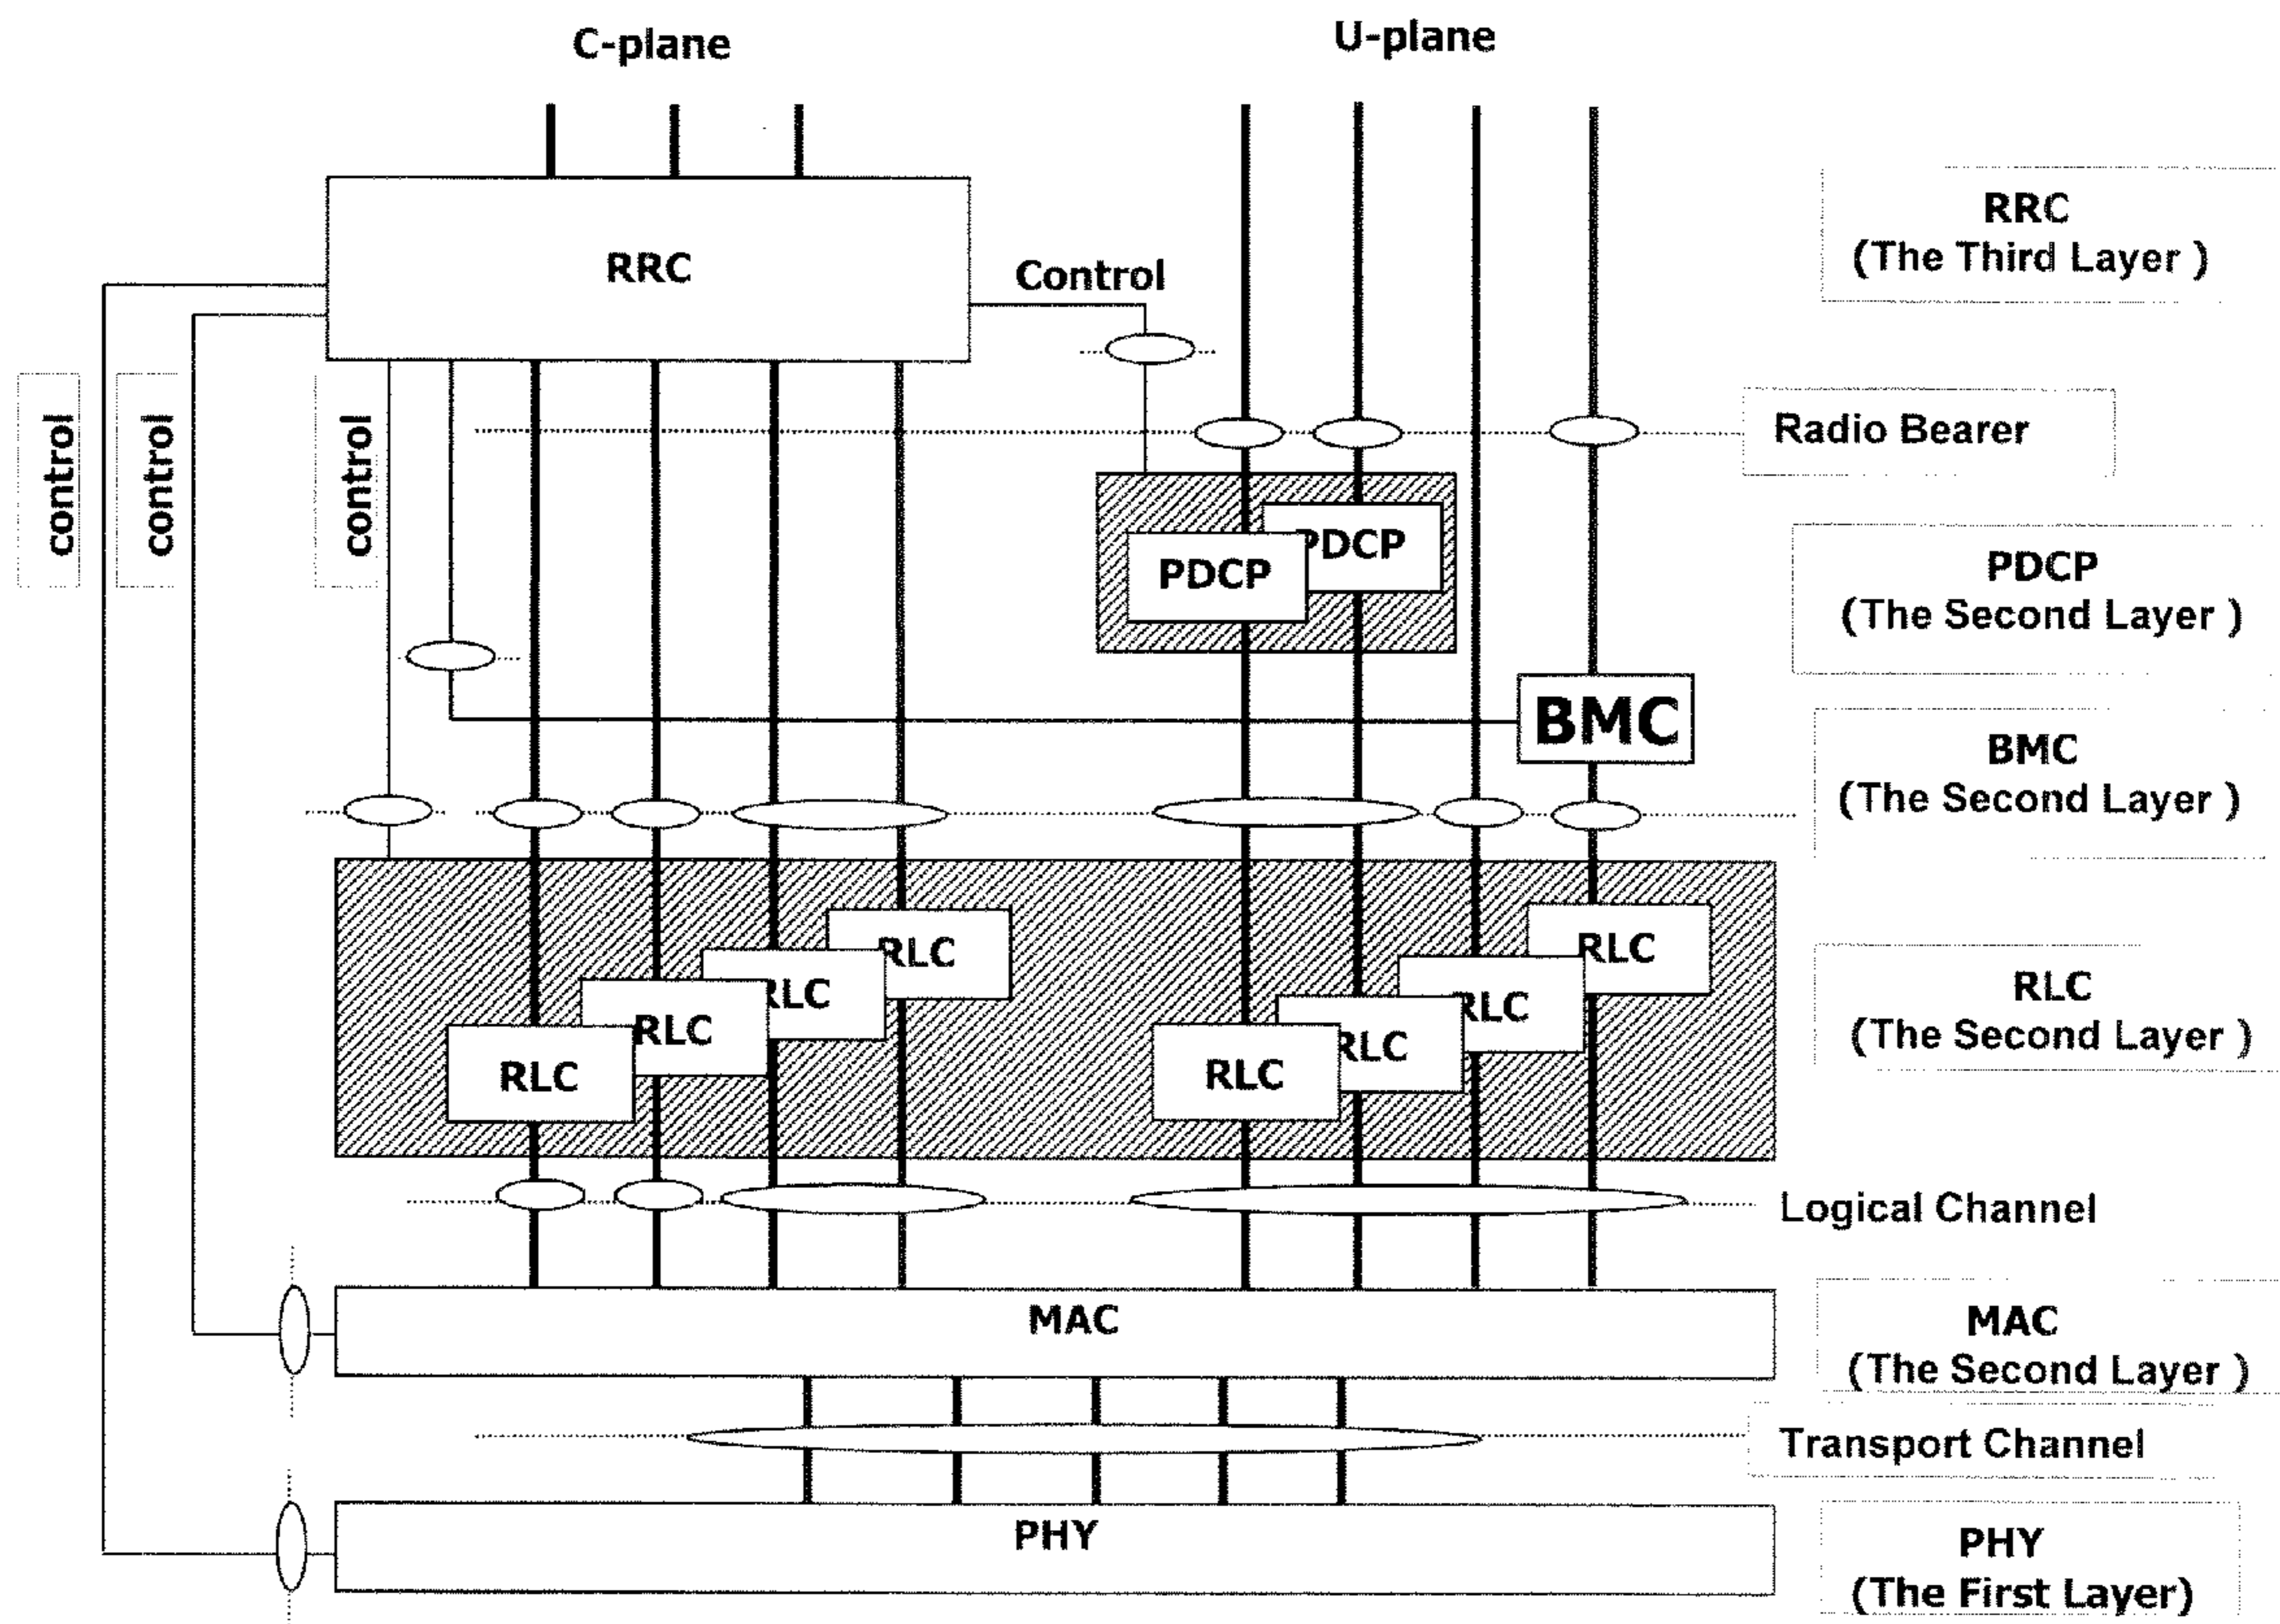 C-plane
U-plane
RRC
Control
RRC
(The Third Layer )
control
control
control
Radio Bearer
PDCP
PDCP
PDCP
(The Second Layer )
BMC
BMC
(The Second Layer )
RLC
RLC
RLC
RLC
RLC
RLC
RLC
RLC
RLC
(The Second Layer )
Logical Channel
MAC
MAC
(The Second Layer )
Transport Channel
PHY
PHY
(The First Layer)